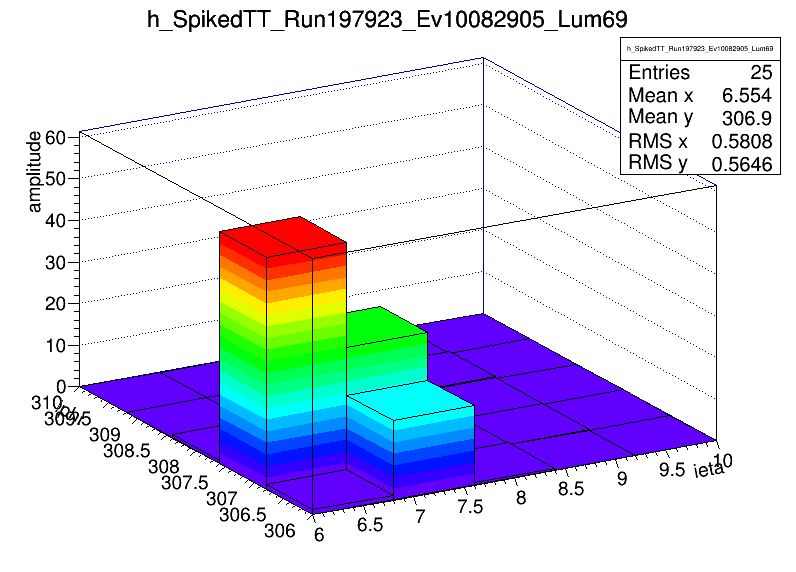 h_SpikedTT_Run197923_Ev10082905_Lum69
h_SpikedTT_Run197923_Ev10082905_Lum69
Entries 25
Mean x 6.554
Mean y 306.9
RMS x 0.5808
RMS y 0.5646
amplitude
60
50
40
30
20
10
0
310
309.5
309
308.5
308
307.5
307
306.5
306
6
6.5
7
7.5
8
8.5
9
9.5
10
ieta